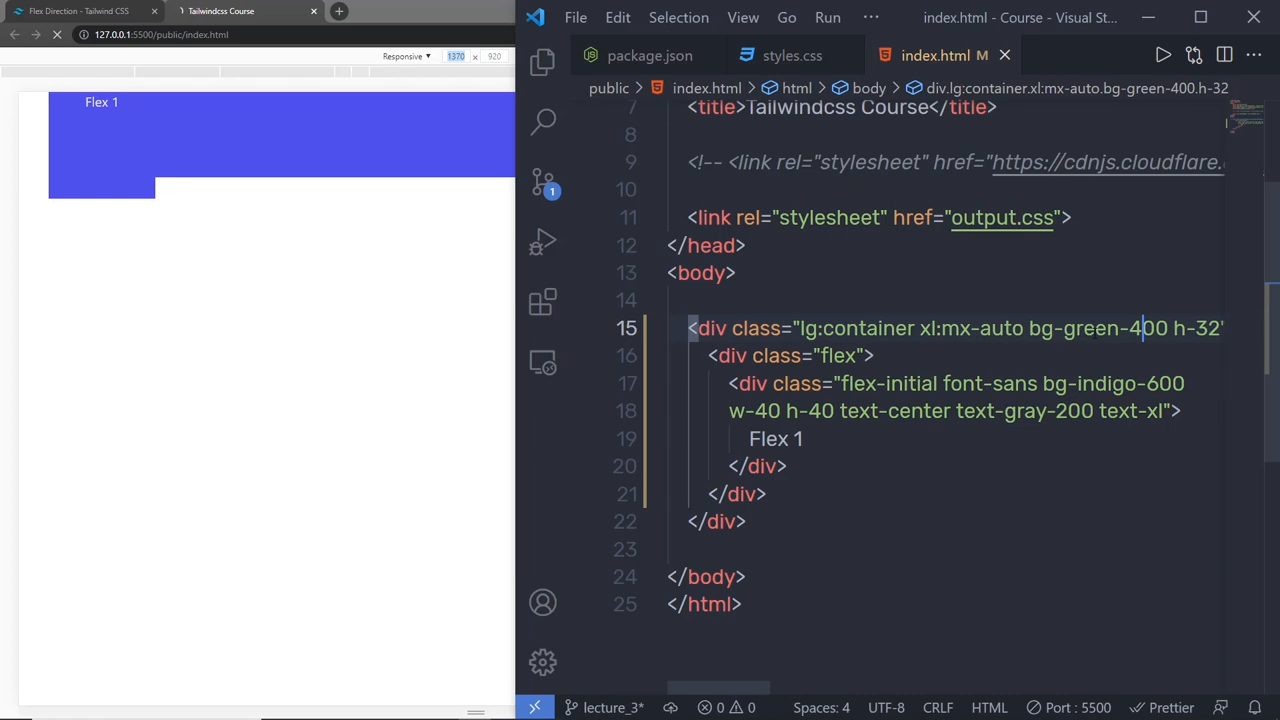 Flex Direction - Tailwind CSS
Tailwindcss Course
127.0.0.1:5500/public/index.html
Responsive
1370 x 920
Flex 1
File Edit Selection View Go Run ··· index.html - Course - Visual St...
package.json styles.css index.html M
public > index.html > html > body > div.lg:container.xl:mx-auto.bg-green-400.h-32
7 <title>Tailwindcss Course</title>
8
9 <!-- <link rel="stylesheet" href="https://cdnjs.cloudflare.
10
11 <link rel="stylesheet" href="output.css">
12 </head>
13 <body>
14
15 <div class="lg:container xl:mx-auto bg-green-400 h-32"
16 <div class="flex">
17 <div class="flex-initial font-sans bg-indigo-600
18 w-40 h-40 text-center text-gray-200 text-xl">
19 Flex 1
20 </div>
21 </div>
22 </div>
23
24 </body>
25 </html>
1
lecture_3* 0 0 Spaces: 4 UTF-8 CRLF HTML Port : 5500 Prettier